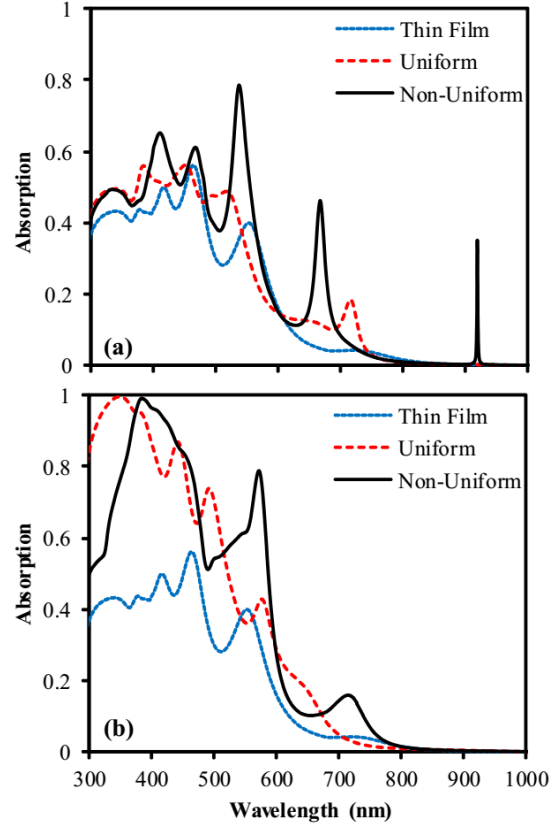 1
Thin Film
Uniform
Non-Uniform
0.8
0.6
0.4
0.2
0
Absorption
(a)
1
Thin Film
Uniform
Non-Uniform
0.8
0.6
0.4
0.2
0
Absorption
(b)
300 400 500 600 700 800 900 1000
Wavelength (nm)